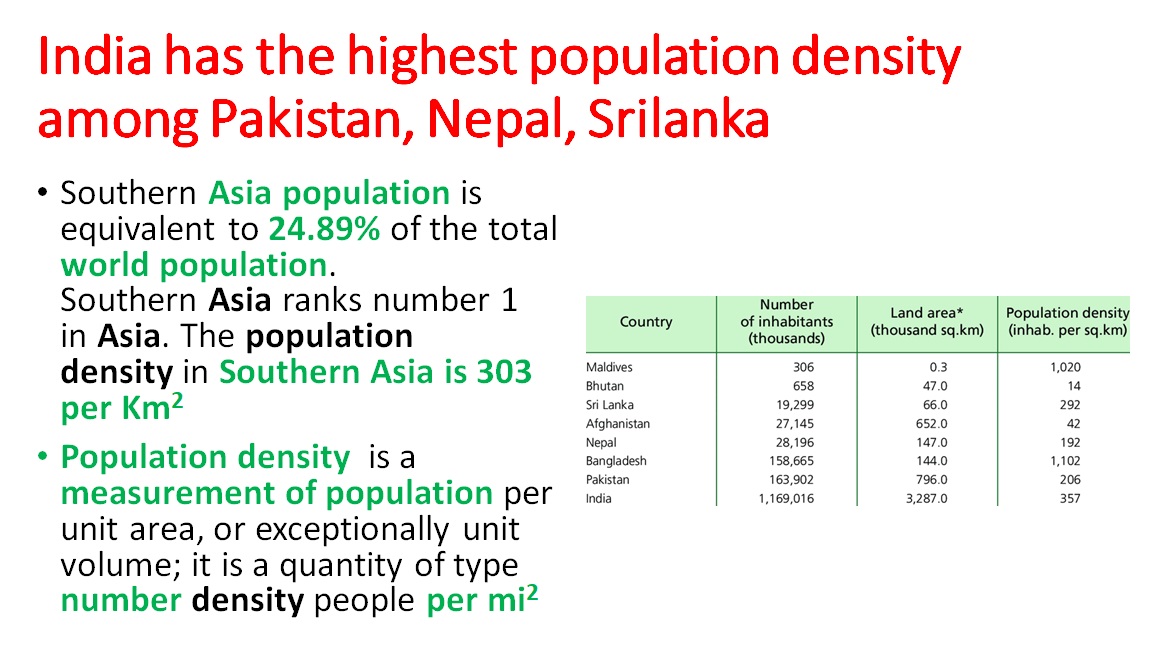 India has the highest population density
among Pakistan, Nepal, Srilanka
• Southern Asia population is
equivalent to 24.89% of the total
world population.
Southern Asia ranks number 1
in Asia. The population
density in Southern Asia is 303
per Km²
• Population density is a
measurement of population per
unit area, or exceptionally unit
volume; it is a quantity of type
number density people per mi²
Country Number of inhabitants (thousands) Land area* (thousand sq.km) Population density (inhab. per sq.km)
Maldives 306 0.3 1,020
Bhutan 658 47.0 14
Sri Lanka 19,299 66.0 292
Afghanistan 27,145 652.0 42
Nepal 28,196 147.0 192
Bangladesh 158,665 144.0 1,102
Pakistan 163,902 796.0 206
India 1,169,016 3,287.0 357